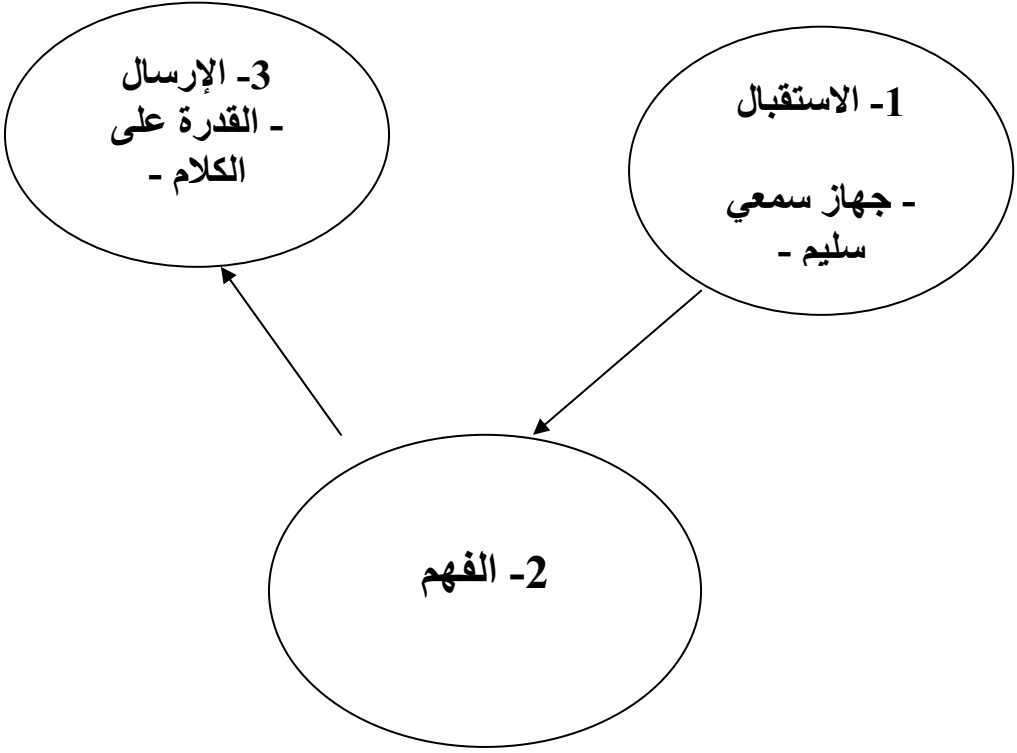 1- الاستقبال
- جهاز سمعي
سليم -
2- الفهم
3- الإرسال
- القدرة على
الكلام -